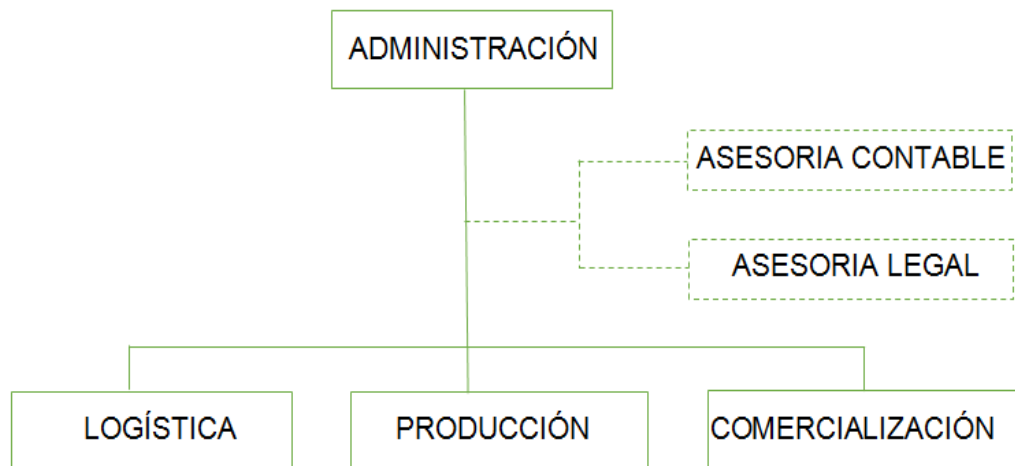 ADMINISTRACIÓN
ASESORIA CONTABLE
ASESORIA LEGAL
LOGÍSTICA
PRODUCCIÓN
COMERCIALIZACIÓN